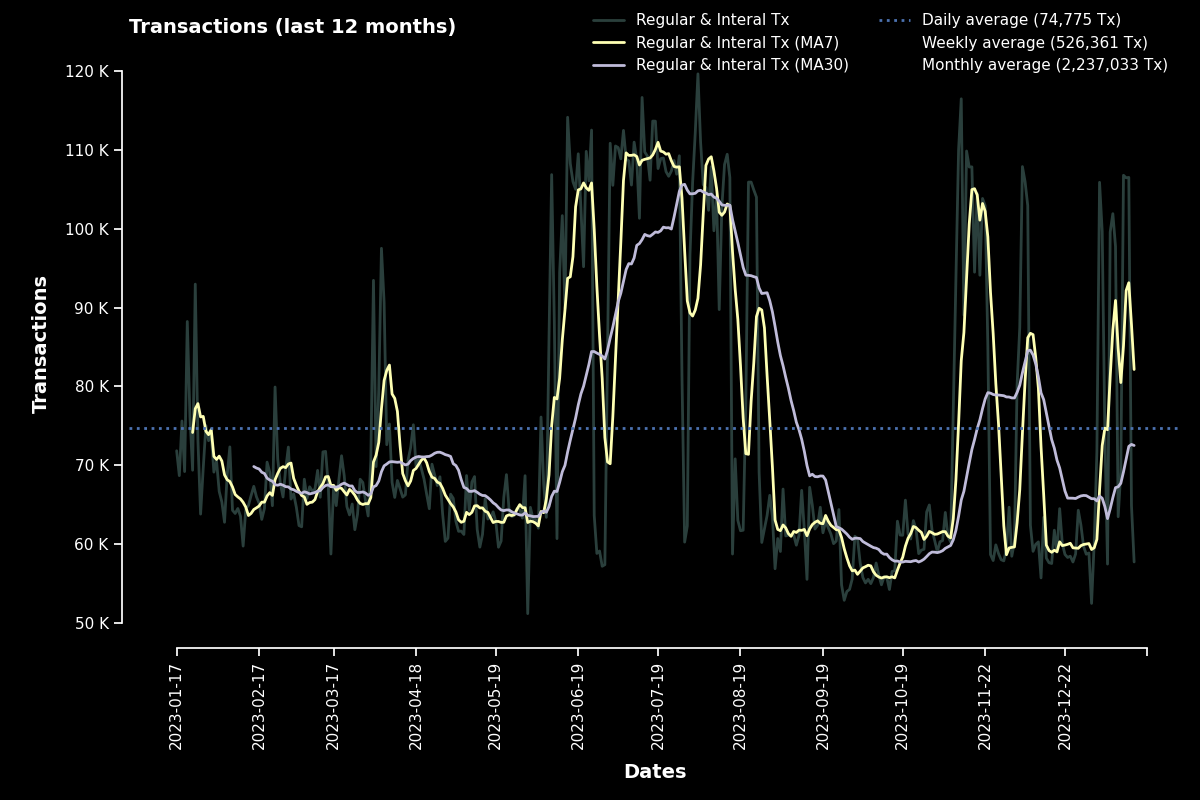 Transactions (last 12 months)
Regular & Interal Tx
Regular & Interal Tx (MA7)
Regular & Interal Tx (MA30)
Daily average (74,775 Tx)
Weekly average (526,361 Tx)
Monthly average (2,237,033 Tx)
Transactions
120 K
110 K
100 K
90 K
80 K
70 K
60 K
50 K
2023-01-17
2023-02-17
2023-03-17
2023-04-18
2023-05-19
2023-06-19
2023-07-19
2023-08-19
2023-09-19
2023-10-19
2023-11-22
2023-12-22
Dates